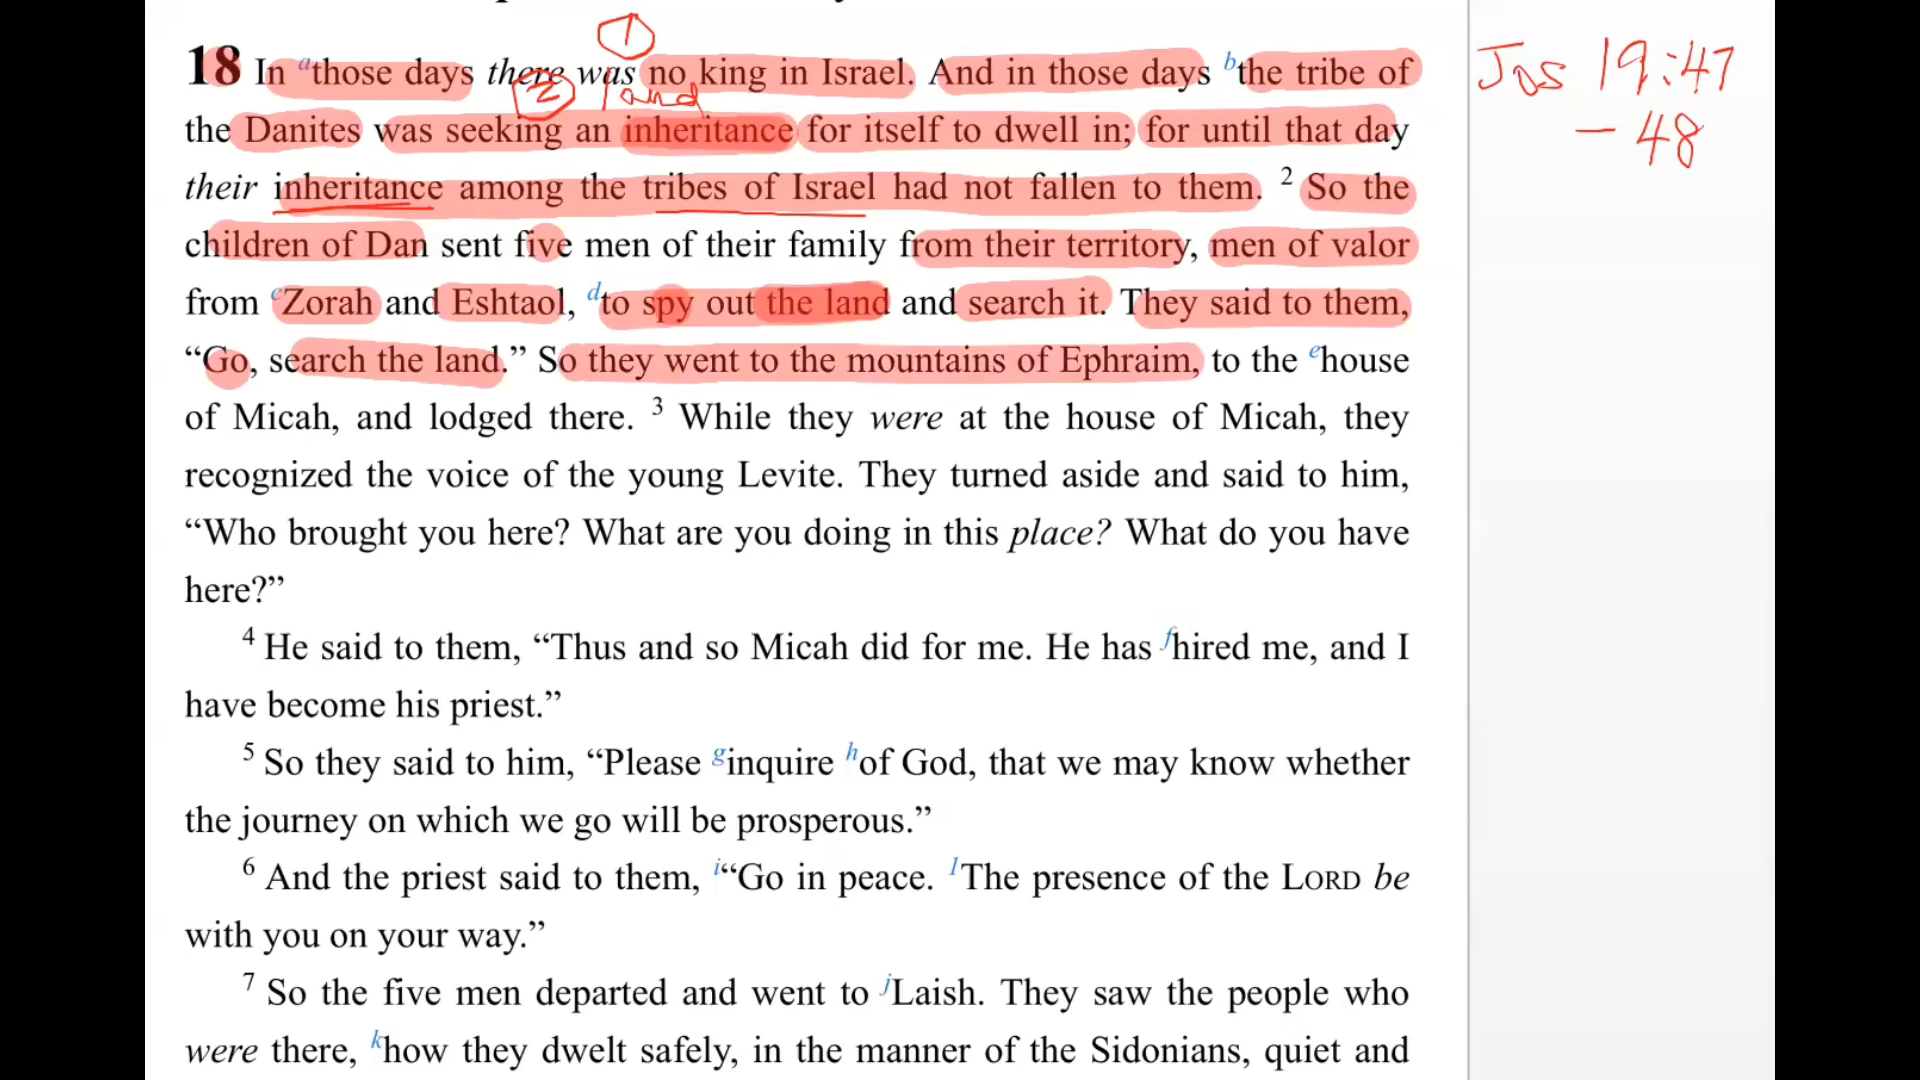 ①
18 In ᵃthose days there was no king in Israel. And in those days ᵇthe tribe of
② land
the Danites was seeking an inheritance for itself to dwell in; for until that day
their inheritance among the tribes of Israel had not fallen to them. ² So the
children of Dan sent five men of their family from their territory, men of valor
from ᶜZorah and Eshtaol, ᵈto spy out the land and search it. They said to them,
“Go, search the land.” So they went to the mountains of Ephraim, to the ᵉhouse
of Micah, and lodged there. ³ While they were at the house of Micah, they
recognized the voice of the young Levite. They turned aside and said to him,
“Who brought you here? What are you doing in this place? What do you have
here?”
⁴ He said to them, “Thus and so Micah did for me. He has ᶠhired me, and I
have become his priest.”
⁵ So they said to him, “Please ᵍinquire ʰof God, that we may know whether
the journey on which we go will be prosperous.”
⁶ And the priest said to them, ⁱ“Go in peace. ¹The presence of the LORD be
with you on your way.”
⁷ So the five men departed and went to ʲLaish. They saw the people who
were there, ᵏhow they dwelt safely, in the manner of the Sidonians, quiet and
Jos 19:47
- 48